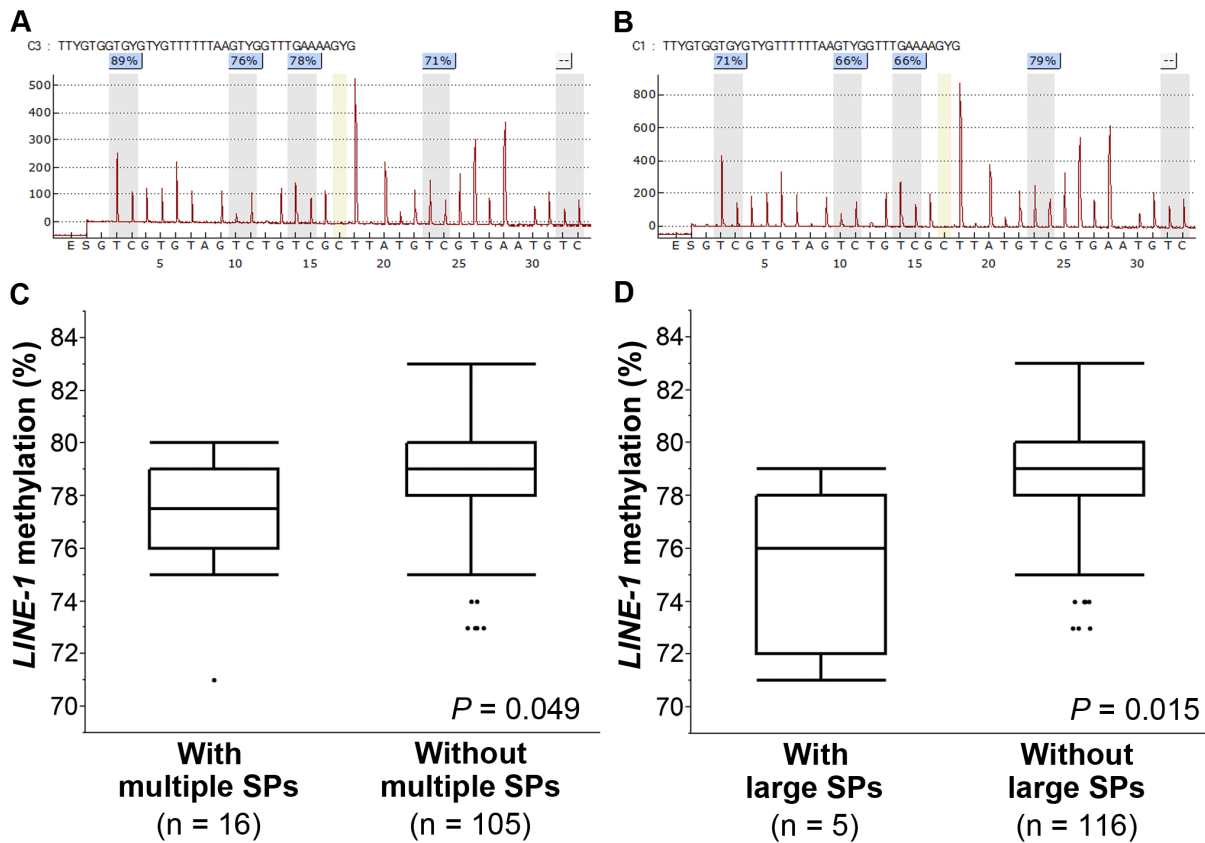 A
C3 : TTYGTGGTGYGTYGTTTTTTAAGTYGGTTTGAAAAGYG
89% 76% 78% 71% --
500
400
300
200
100
0
E S G T C G T G T A G T C T G T C G C T T A T G T C G T G A A T G T C
5 10 15 20 25 30
B
C1 : TTYGTGGTGYGTYGTTTTTTAAGTYGGTTTGAAAAGYG
71% 66% 66% 79% --
800
600
400
200
0
E S G T C G T G T A G T C T G T C G C T T A T G T C G T G A A T G T C
5 10 15 20 25 30
C
LINE-1 methylation (%)
84
82
80
78
76
74
72
70
P = 0.049
With
multiple SPs
(n = 16)
Without
multiple SPs
(n = 105)
D
LINE-1 methylation (%)
84
82
80
78
76
74
72
70
P = 0.015
With
large SPs
(n = 5)
Without
large SPs
(n = 116)